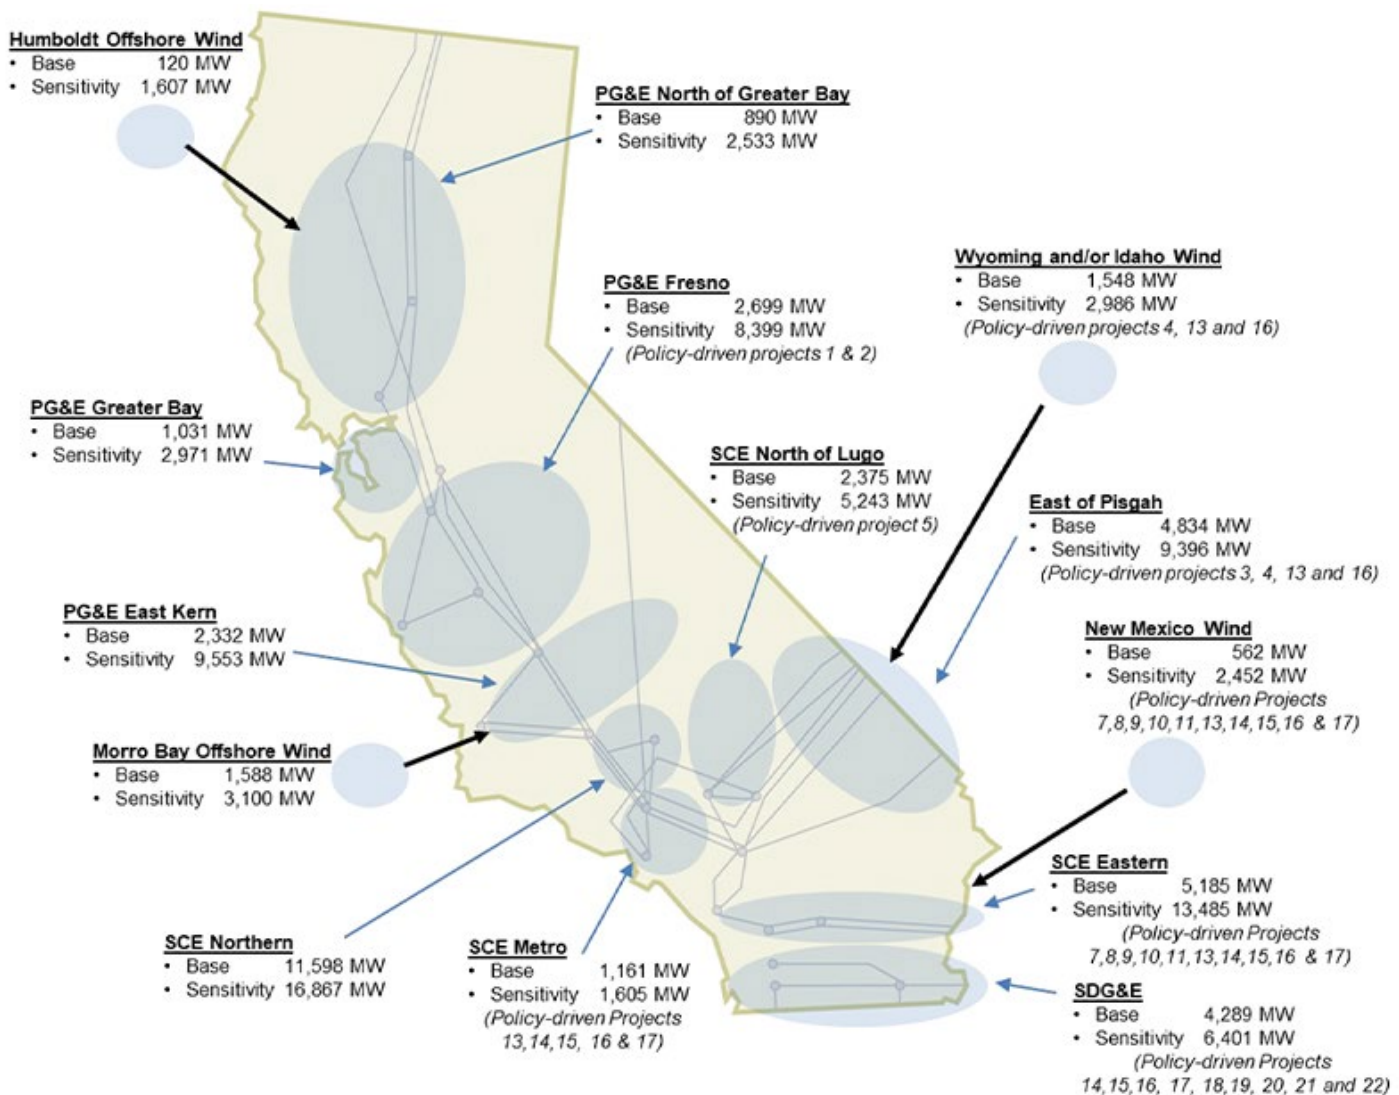 Humboldt Offshore Wind
• Base 120 MW
• Sensitivity 1,607 MW
PG&E North of Greater Bay
• Base 890 MW
• Sensitivity 2,533 MW
Wyoming and/or Idaho Wind
• Base 1,548 MW
• Sensitivity 2,986 MW
(Policy-driven projects 4, 13 and 16)
PG&E Fresno
• Base 2,699 MW
• Sensitivity 8,399 MW
(Policy-driven projects 1 & 2)
PG&E Greater Bay
• Base 1,031 MW
• Sensitivity 2,971 MW
SCE North of Lugo
• Base 2,375 MW
• Sensitivity 5,243 MW
(Policy-driven project 5)
East of Pisgah
• Base 4,834 MW
• Sensitivity 9,396 MW
(Policy-driven projects 3, 4, 13 and 16)
PG&E East Kern
• Base 2,332 MW
• Sensitivity 9,553 MW
New Mexico Wind
• Base 562 MW
• Sensitivity 2,452 MW
(Policy-driven Projects
7,8,9,10,11,13,14,15,16 & 17)
Morro Bay Offshore Wind
• Base 1,588 MW
• Sensitivity 3,100 MW
SCE Eastern
• Base 5,185 MW
• Sensitivity 13,485 MW
(Policy-driven Projects
7,8,9,10,11,13,14,15,16 & 17)
SCE Northern
• Base 11,598 MW
• Sensitivity 16,867 MW
SCE Metro
• Base 1,161 MW
• Sensitivity 1,605 MW
(Policy-driven Projects
13,14,15, 16 & 17)
SDG&E
• Base 4,289 MW
• Sensitivity 6,401 MW
(Policy-driven Projects
14,15,16, 17, 18,19, 20, 21 and 22)